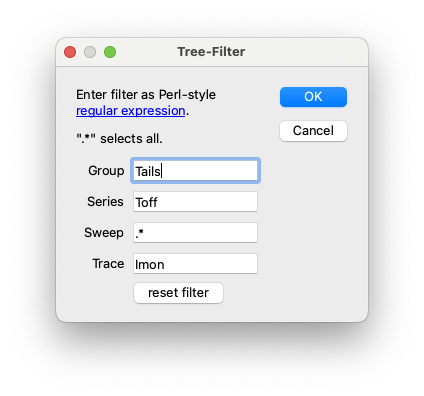 Tree-Filter
Enter filter as Perl-style
regular expression.
OK
Cancel
".*" selects all.
Group Tails
Series Toff
Sweep .*
Trace Imon
reset filter